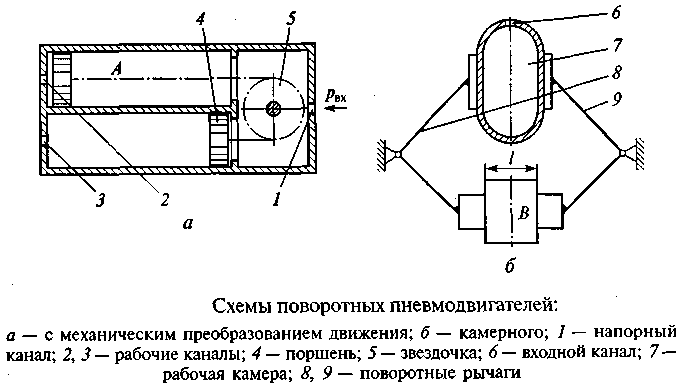 4 5 6
A
7
pвх
8
9
3 2 1
l
а
B
б
Схемы поворотных пневмодвигателей:
а — с механическим преобразованием движения; б — камерного; 1 — напорный
канал; 2, 3 — рабочие каналы; 4 — поршень; 5 — звездочка; 6 — входной канал; 7 —
рабочая камера; 8, 9 — поворотные рычаги